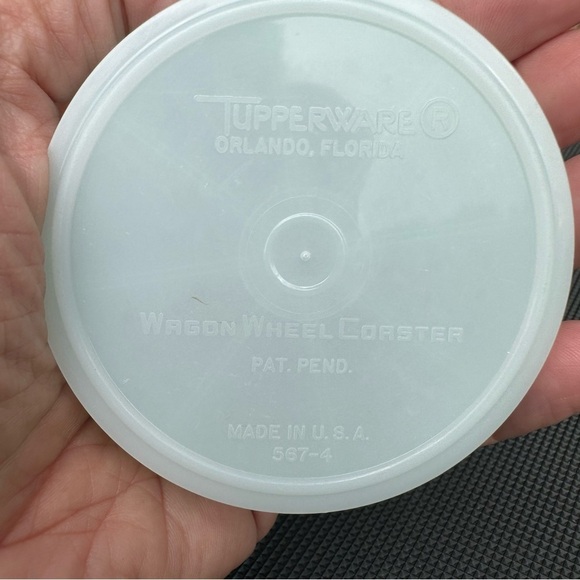 TUPPERWARE®
ORLANDO, FLORIDA
WAGON WHEEL COASTER
PAT. PEND.
MADE IN U.S.A.
567-4